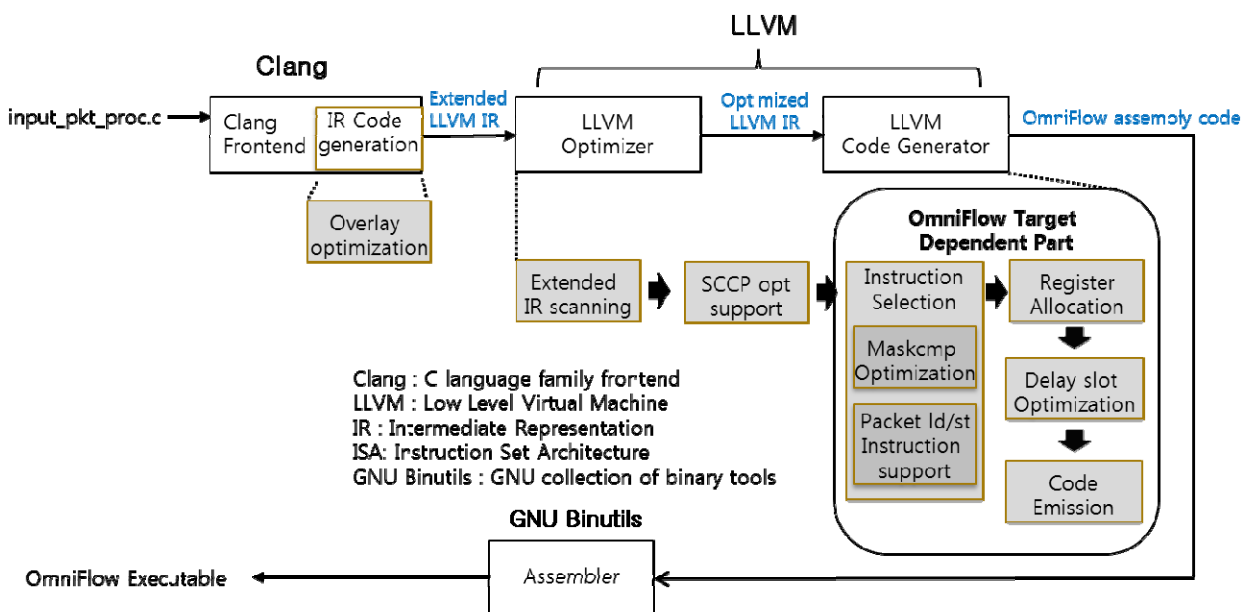 LLVM
Clang
input_pkt_proc.c
Clang
Frontend
IR Code
generation
Extended
LLVM IR
LLVM
Optimizer
Optimized
LLVM IR
LLVM
Code Generator
OmniFlow assembly code
Overlay
optimization
OmniFlow Target
Dependent Part
Extended
IR scanning
SCCP opt
support
Instruction
Selection
Maskcmp
Optimization
Packet ld/st
Instruction
support
Register
Allocation
Delay slot
Optimization
Code
Emission
Clang : C language family frontend
LLVM : Low Level Virtual Machine
IR : Intermediate Representation
ISA: Instruction Set Architecture
GNU Binutils : GNU collection of binary tools
GNU Binutils
Assembler
OmniFlow Executable